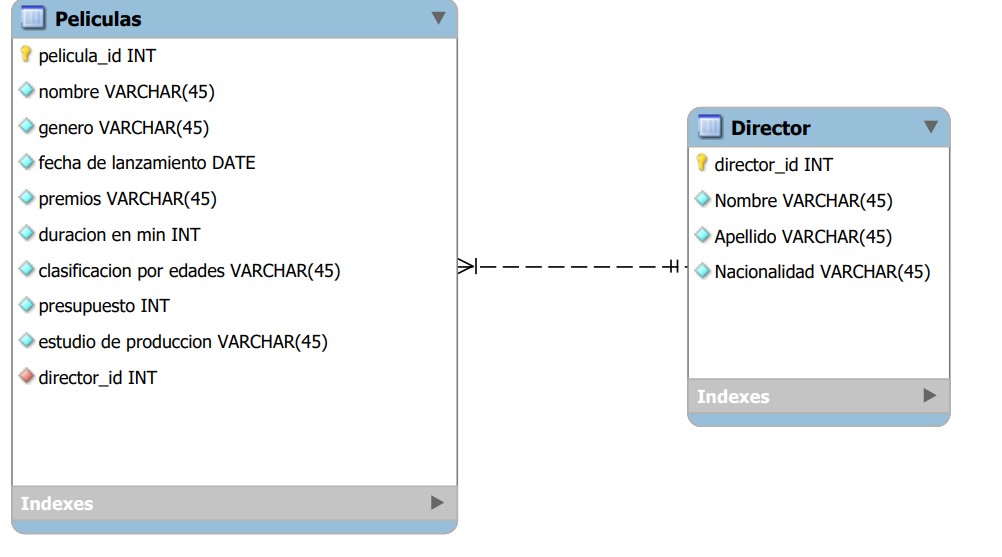 Peliculas
pelicula_id INT
nombre VARCHAR(45)
genero VARCHAR(45)
fecha de lanzamiento DATE
premios VARCHAR(45)
duracion en min INT
clasificacion por edades VARCHAR(45)
presupuesto INT
estudio de produccion VARCHAR(45)
director_id INT
Indexes
Director
director_id INT
Nombre VARCHAR(45)
Apellido VARCHAR(45)
Nacionalidad VARCHAR(45)
Indexes